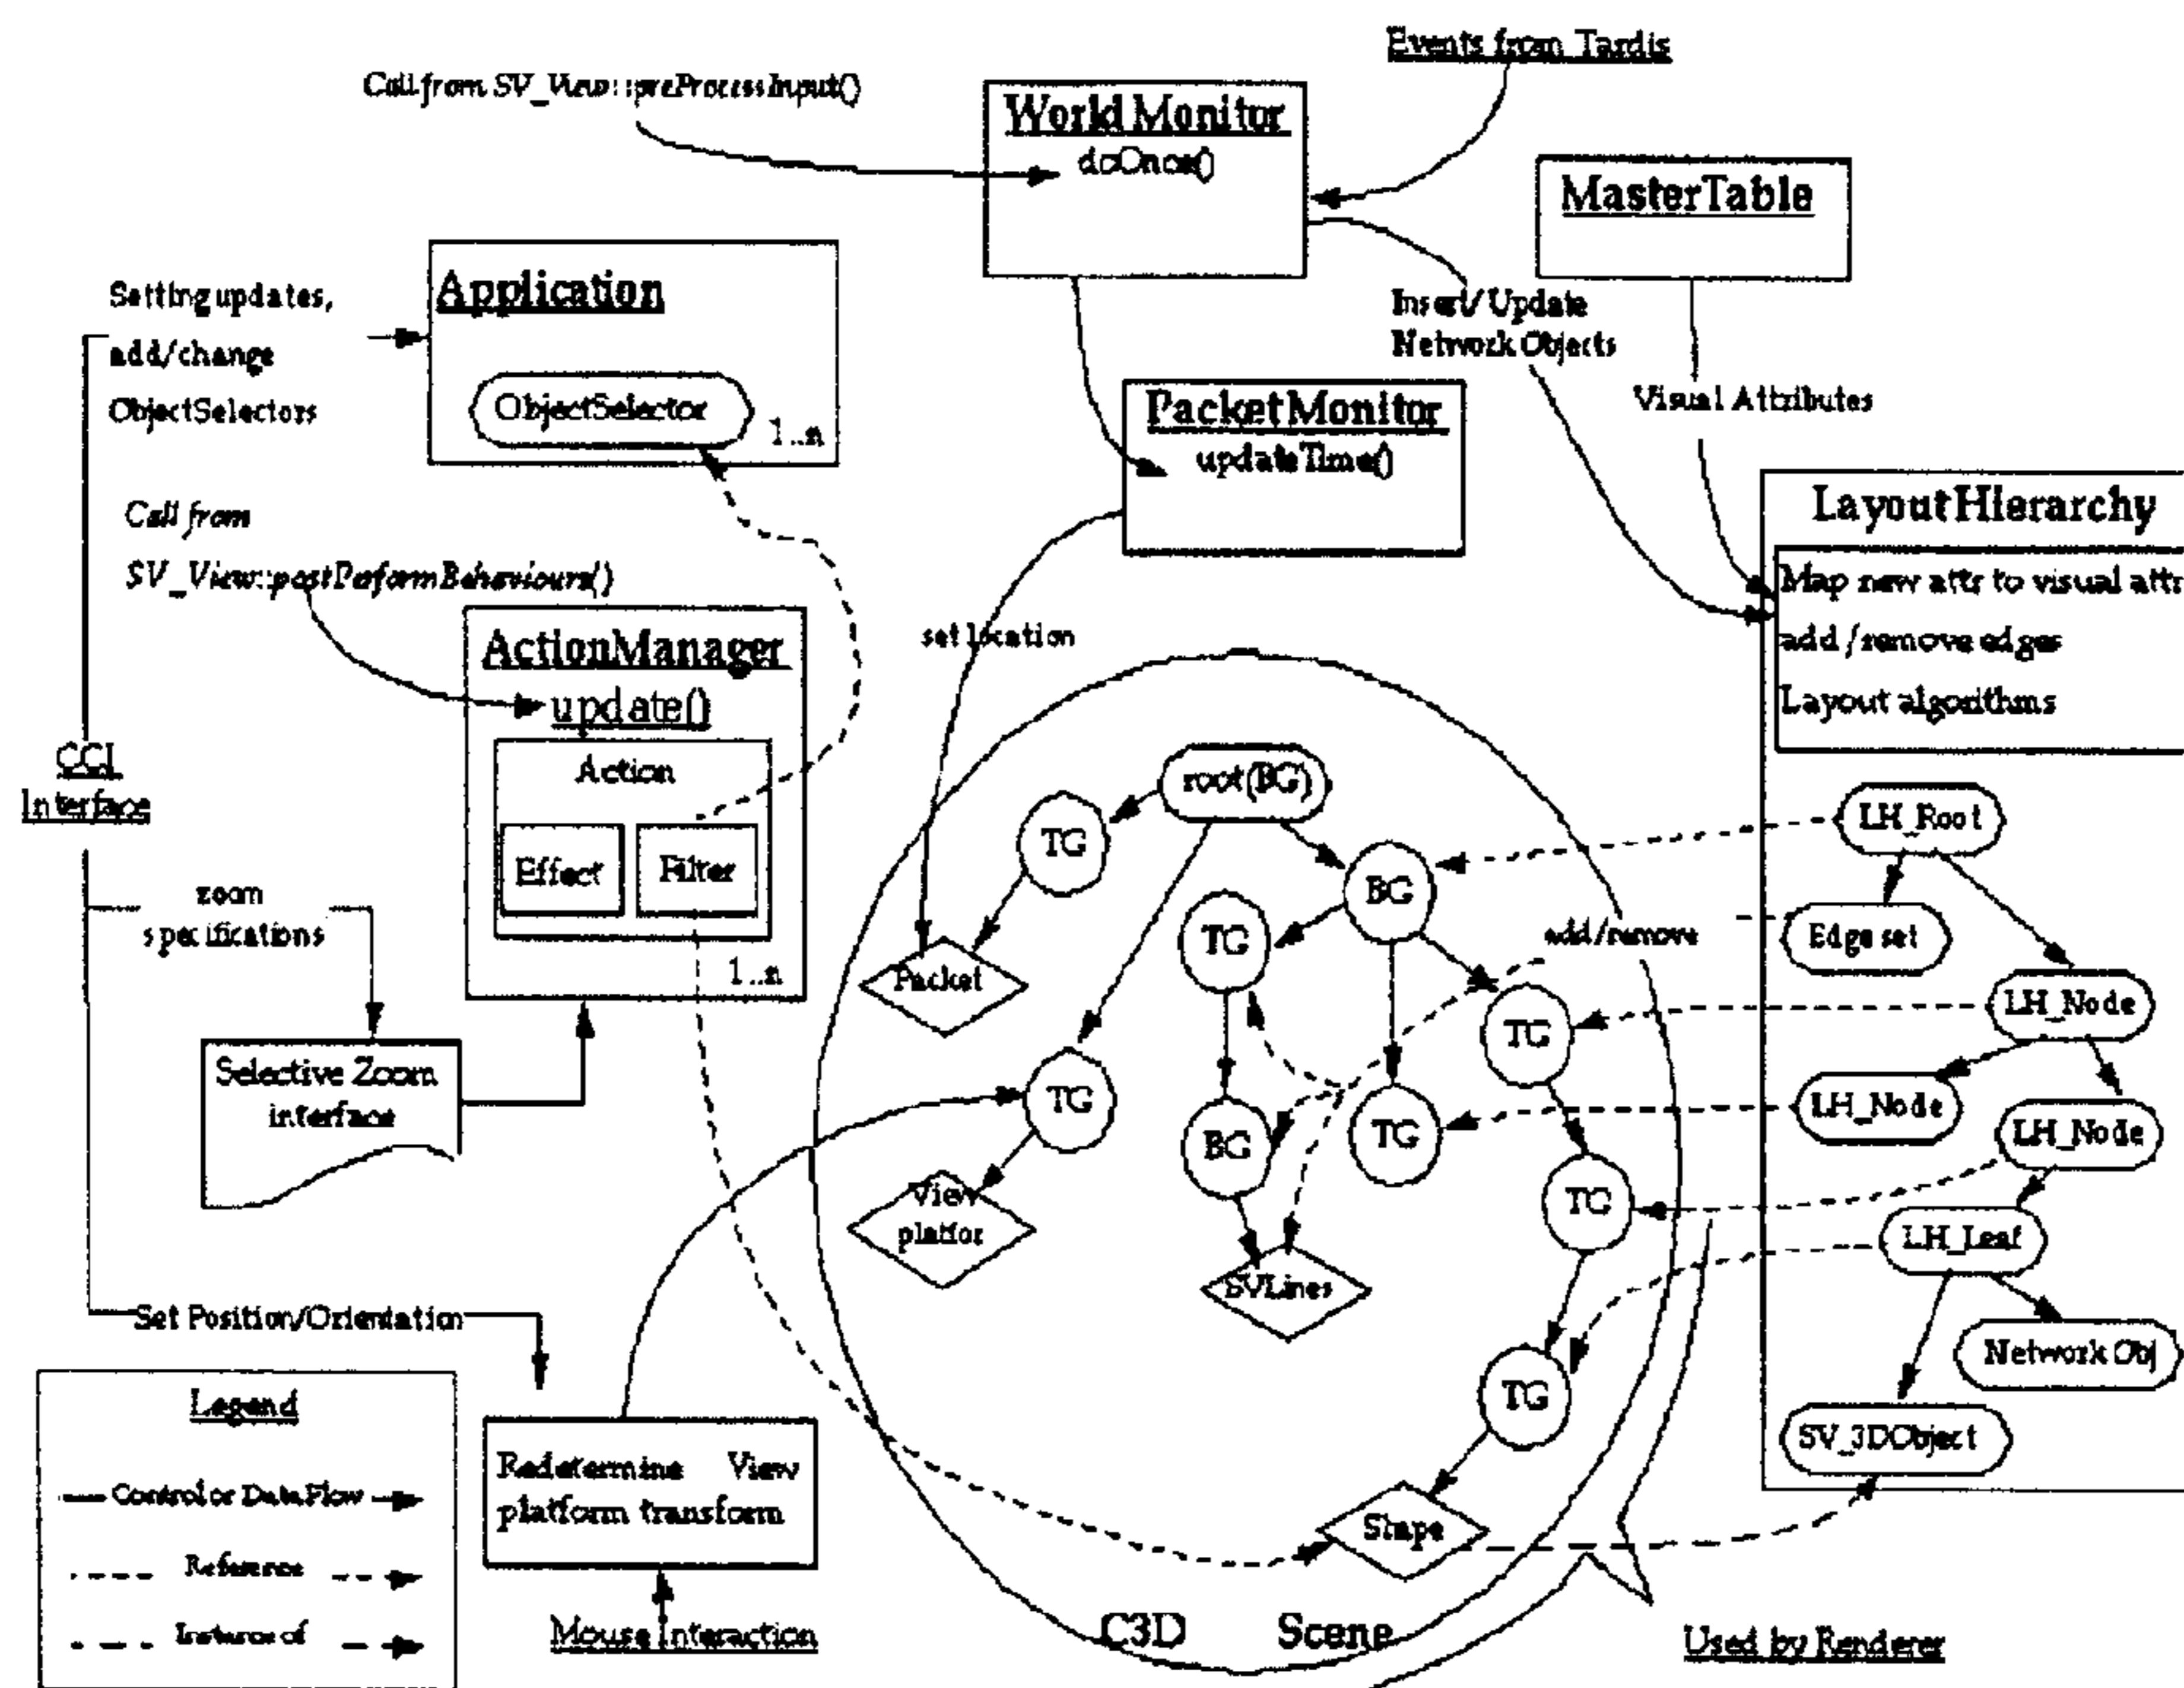 Events from Tardis
Call from SV_View::preProcessInput()
World Monitor
doOnce()
MasterTable
Setting updates,
add/change
ObjectSelectors
Application
ObjectSelector
1..n
Insert/Update
Network Objects
Visual Attributes
PacketMonitor
updateTime()
LayoutHierarchy
Map new attr to visual attr
add/remove edges
Layout algorithms
Call from
SV_View::postPerformBehaviours()
ActionManager
update()
Action
Effect
Filter
1..n
set location
CCI
Interface
zoom
specifications
Selective Zoom
interface
root(BG)
TG
BG
TG
TG
TG
TG
BG
TG
TG
TG
Packet
View
platfor
SVLines
Shape
add/remove
LH_Root
Edge set
LH_Node
LH_Node
LH_Node
LH_Leaf
Network Obj
SV_3DObject
Set Position/Orientation
Redetermine View
platform transform
Mouse Interaction
C3D Scene
Used by Renderer
Legend
Control or Data Flow
Reference
Instance of